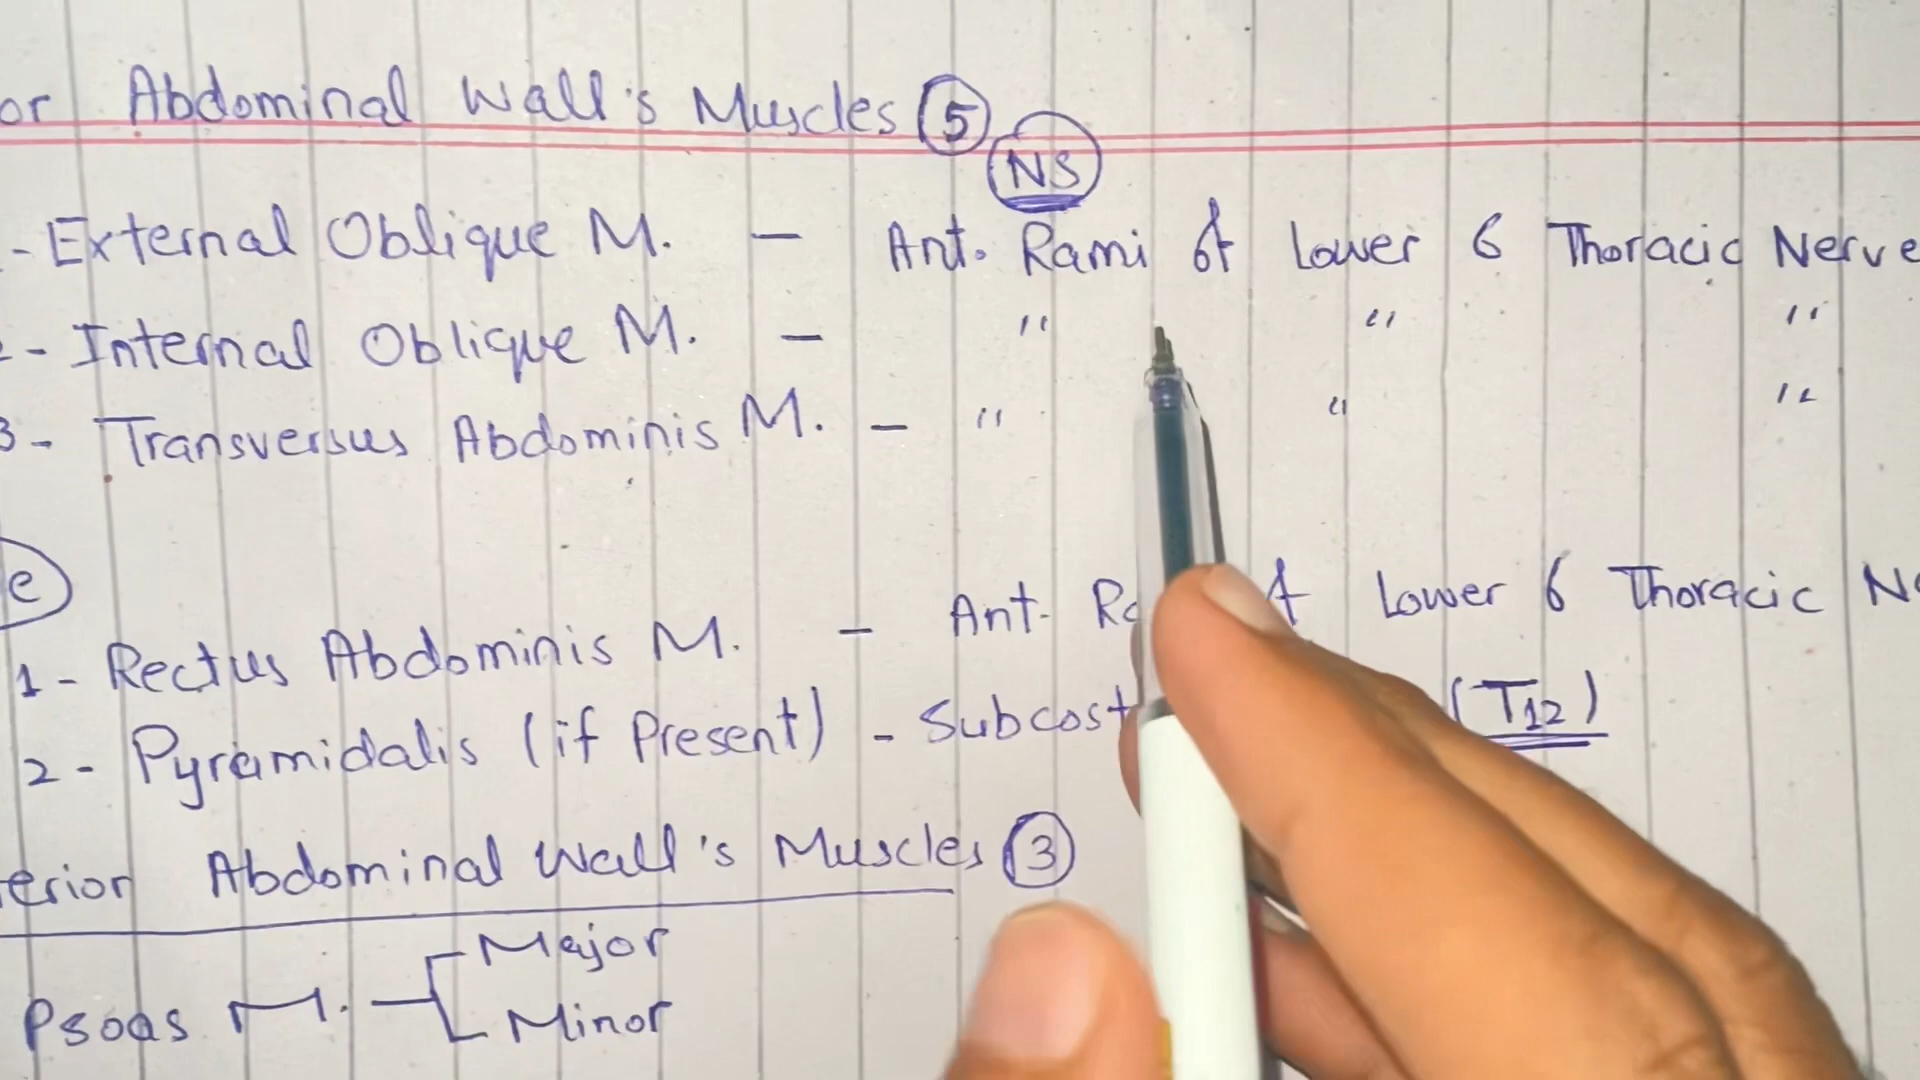 or Abdominal Wall's Muscles 5
NS
- External Oblique M. - Ant. Rami of Lower 6 Thoracic Nerve
- Internal Oblique M. - " " "
3- Transversus Abdominis M. - " " "
e
1- Rectus Abdominis M. - Ant. Lower 6 Thoracic
2- Pyramidalis (if Present) - Subcost (T12)
erior Abdominal Wall's Muscles 3
Major
Psoas M.
Minor